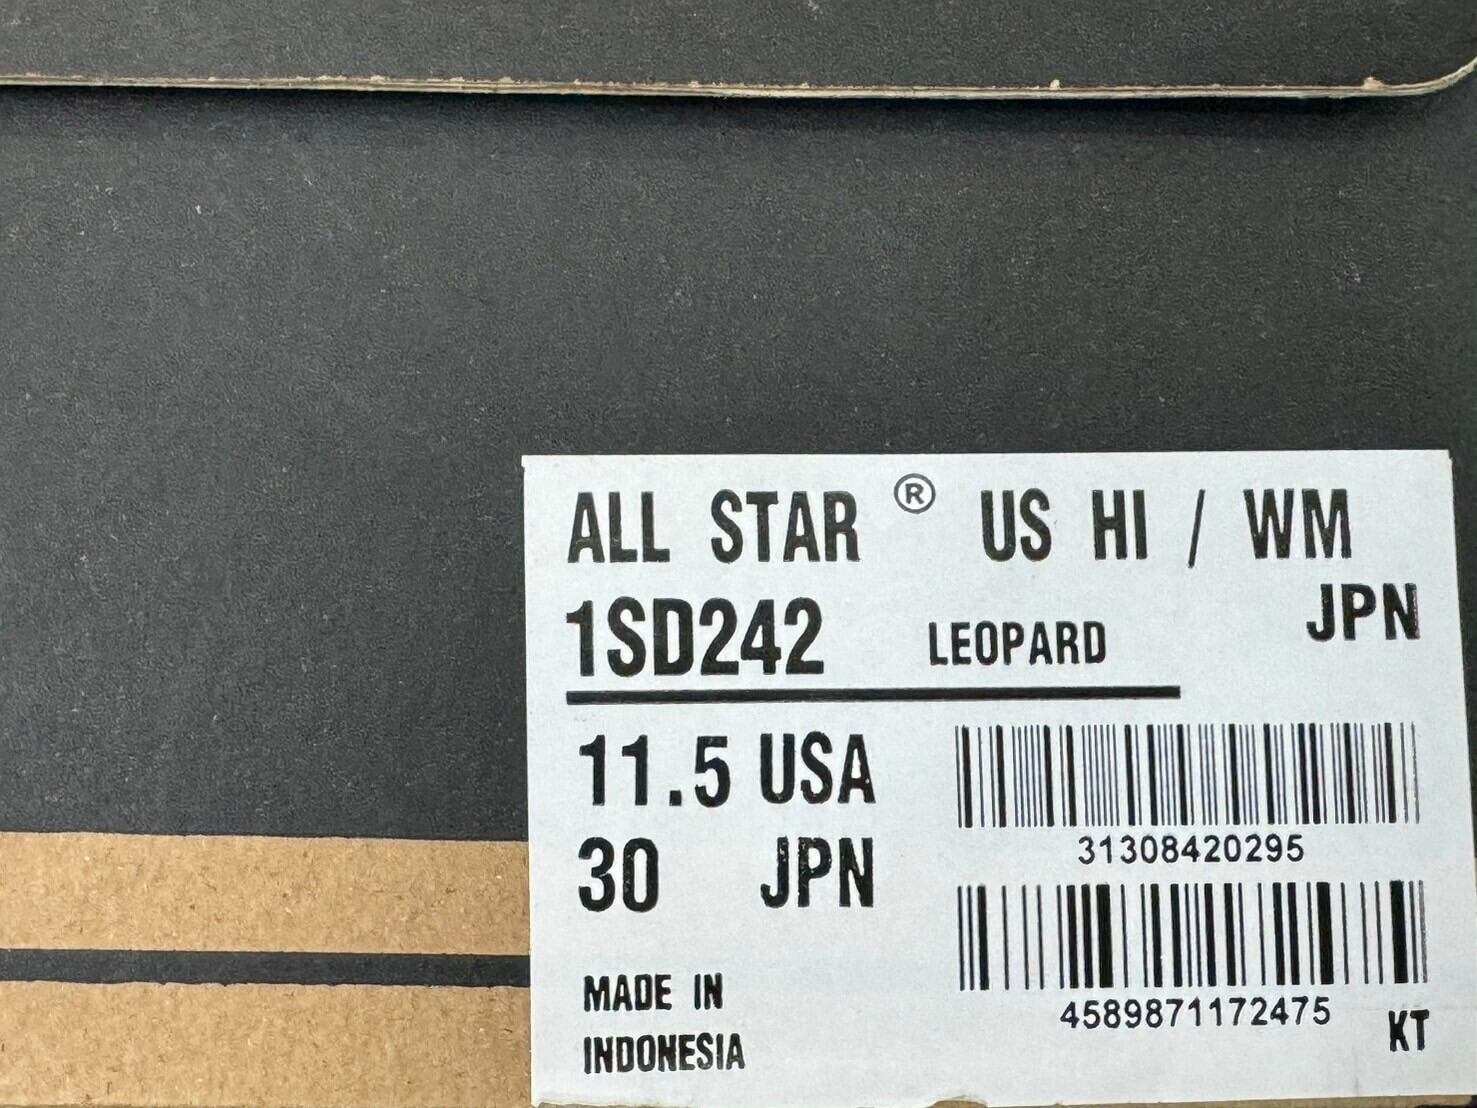 ALL STAR ® US HI / WM
1SD242 LEOPARD JPN
11.5 USA
30 JPN
31308420295
4589871172475
MADE IN
INDONESIA
KT